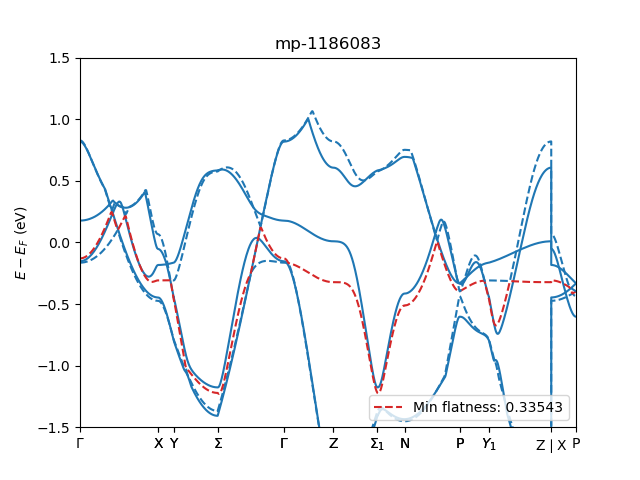 mp-1186083
E − E_F (eV)
1.5
1.0
0.5
0.0
−0.5
−1.0
−1.5
Min flatness: 0.33543
Γ X Y Σ Γ Z Σ₁ N P Y₁ Z | X P